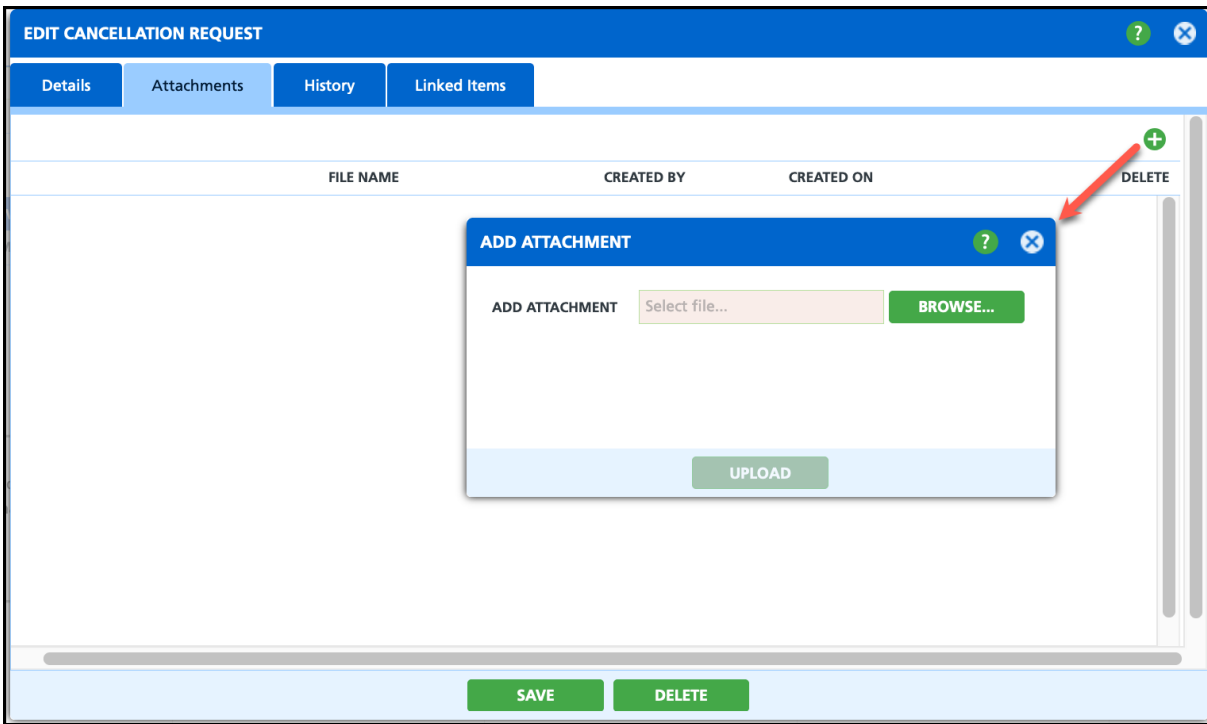 EDIT CANCELLATION REQUEST ?
Details Attachments History Linked Items
FILE NAME CREATED BY CREATED ON DELETE
ADD ATTACHMENT ?
ADD ATTACHMENT Select file... BROWSE...
UPLOAD
SAVE DELETE